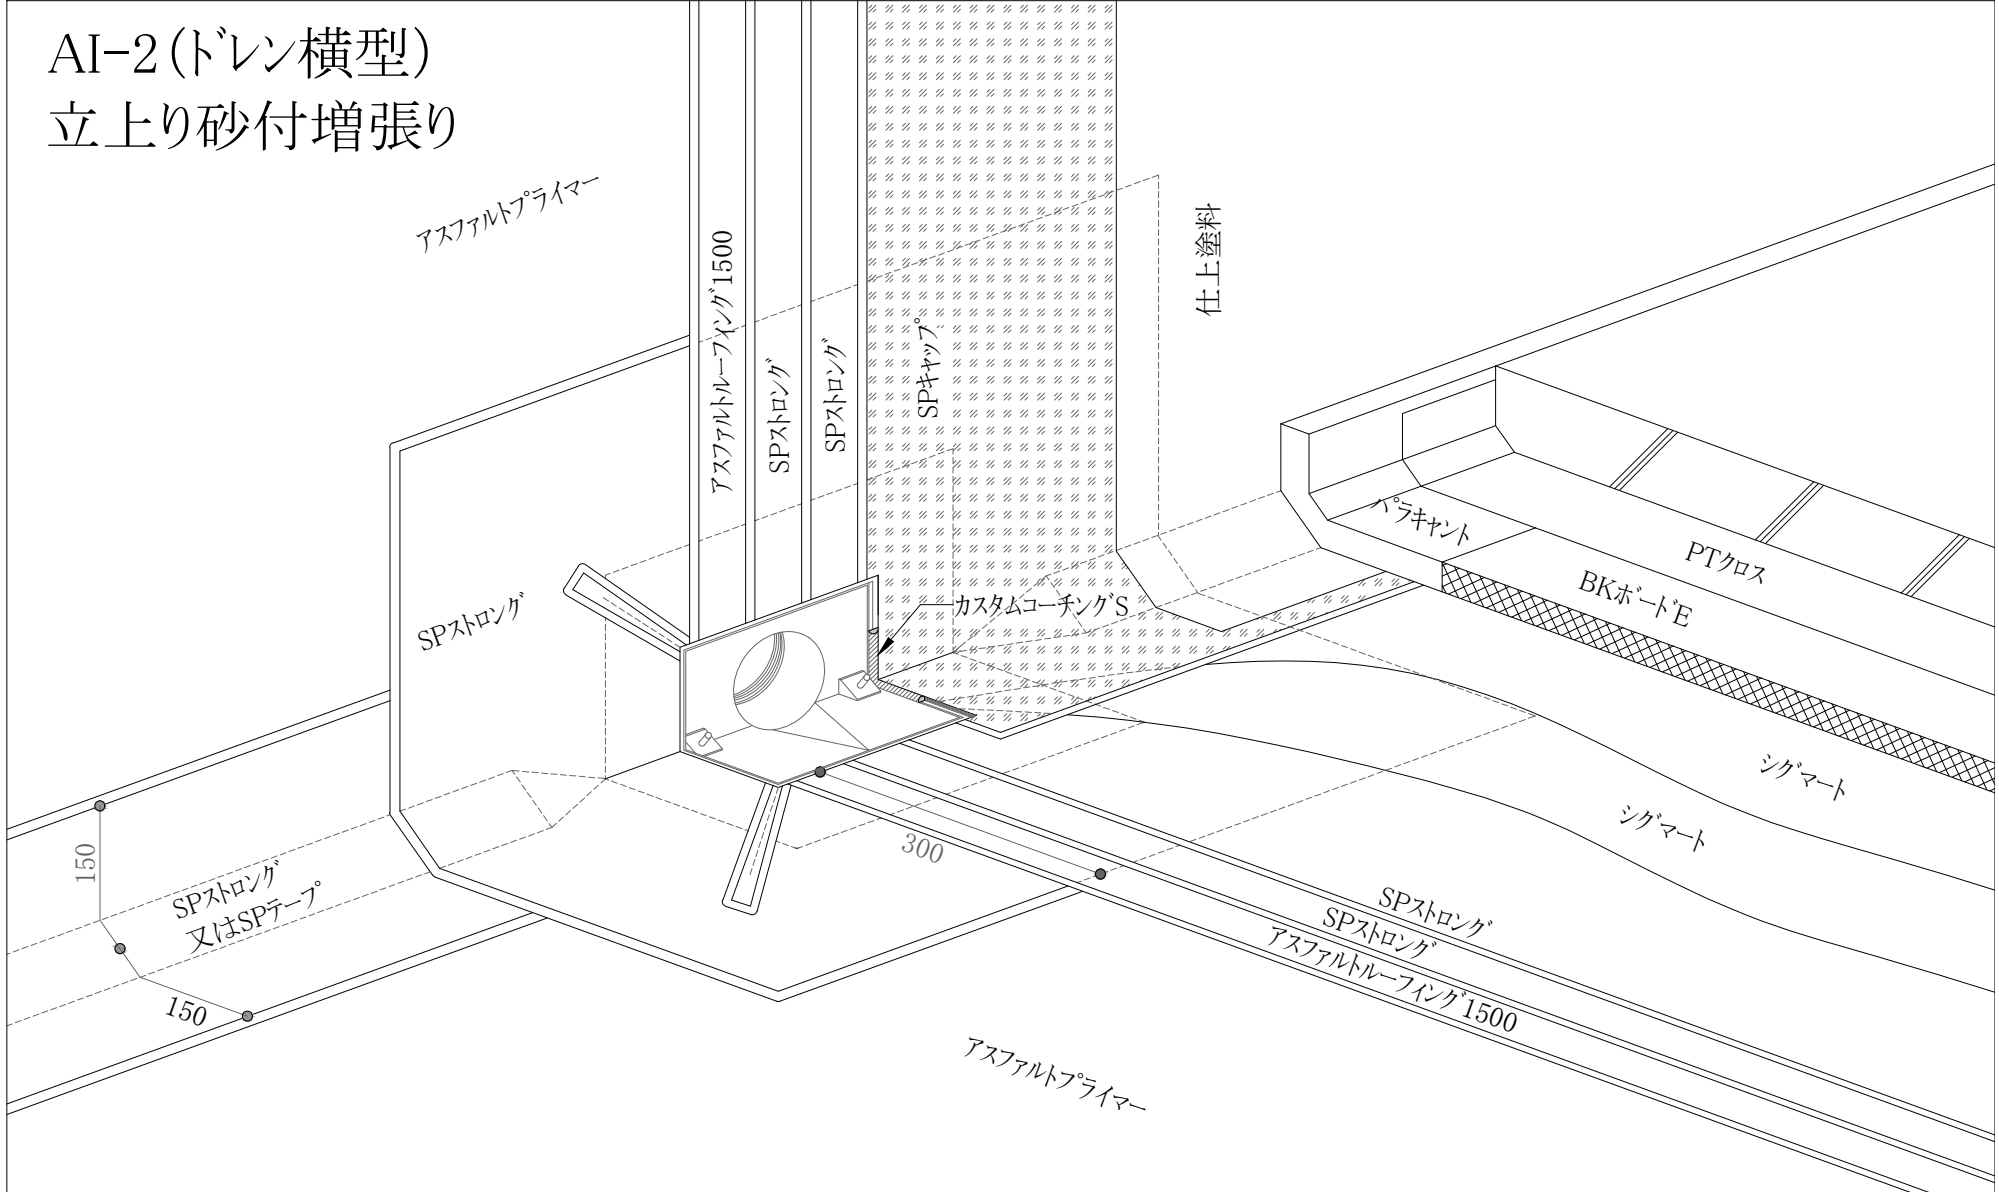 AI-2(ドレン横型)
立上り砂付増張り
アスファルトプライマー
アスファルトルーフィング1500
SPストロング
SPストロング
SPキャップ
仕上塗料
SPストロング
カスタムコーチングS
パラキャント
PTクロス
BKボードE
シグマート
シグマート
150
SPストロング
又はSPテープ
150
300
SPストロング
SPストロング
アスファルトルーフィング1500
アスファルトプライマー